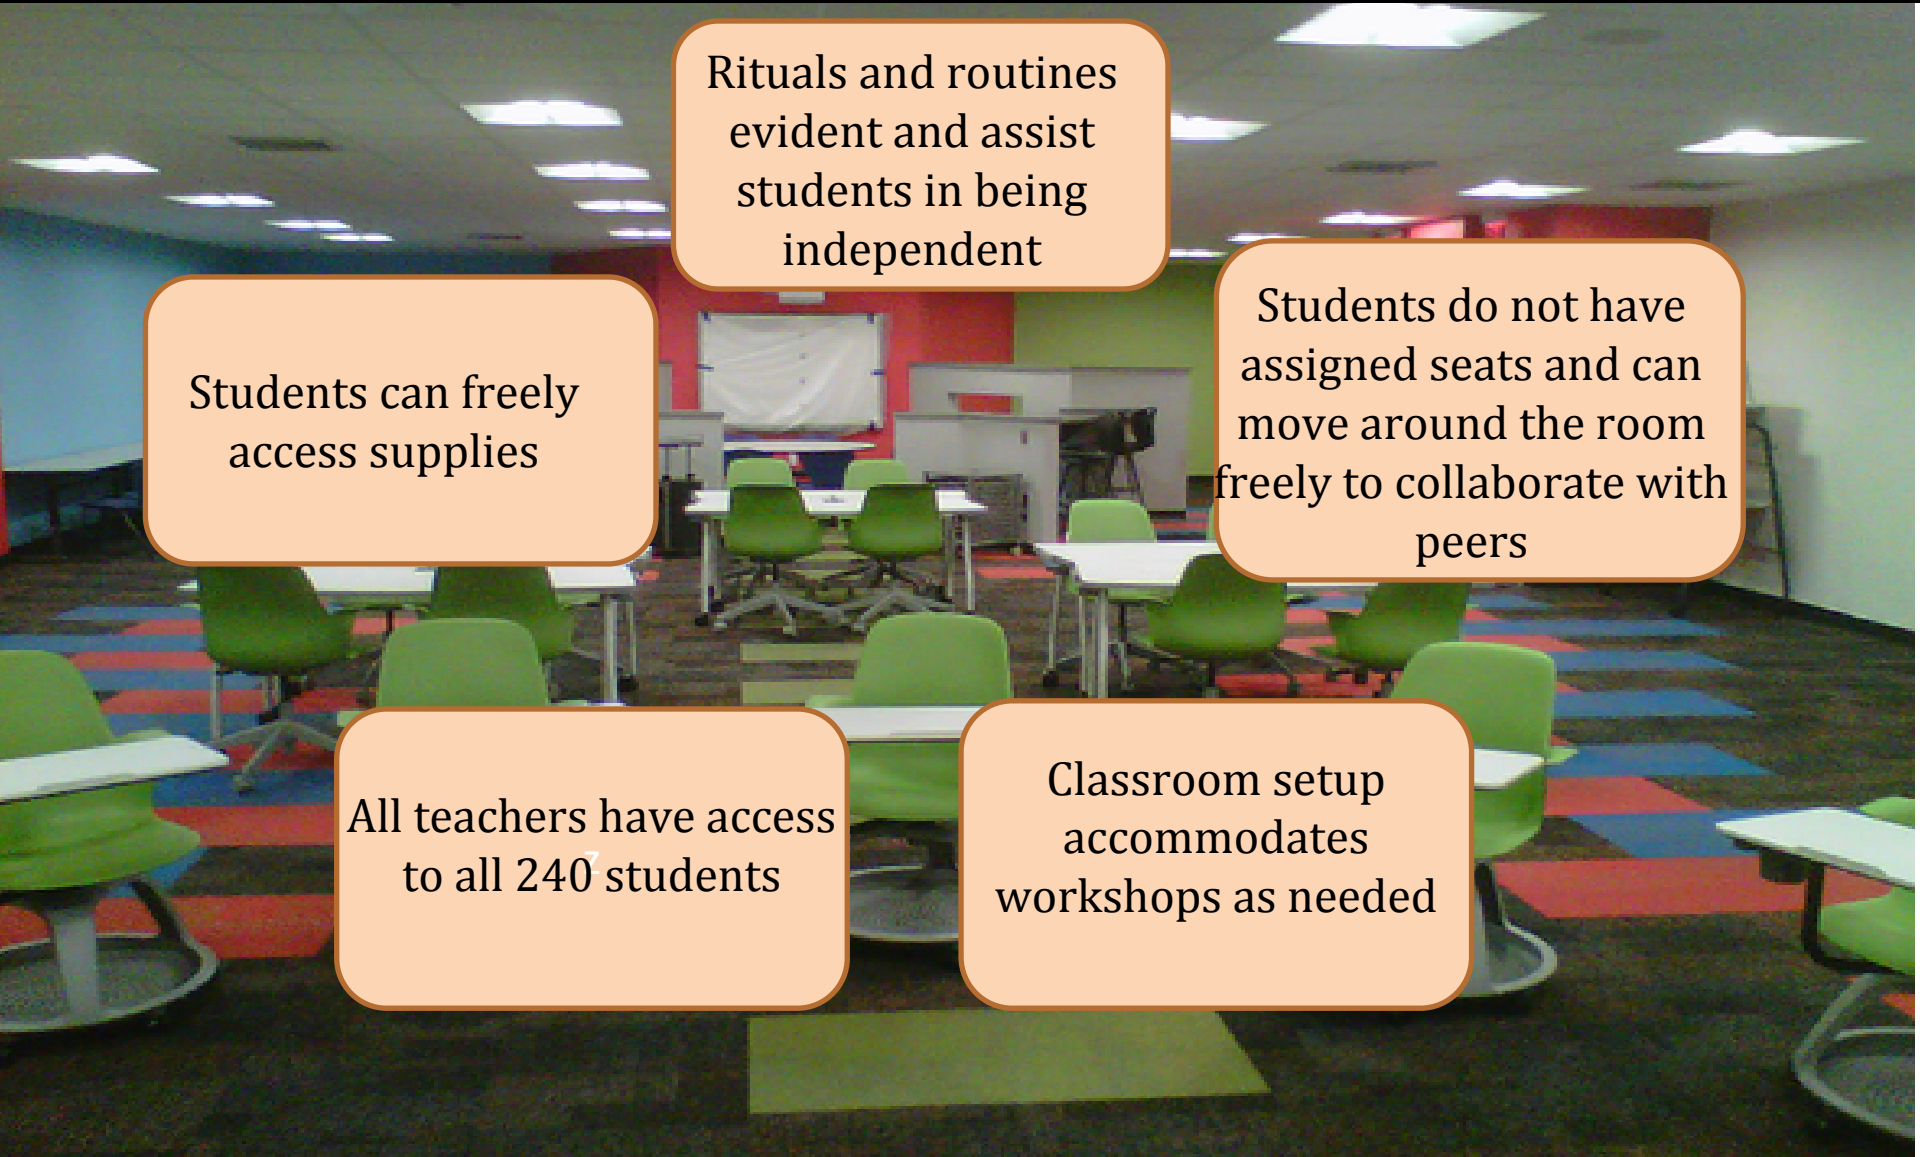 Rituals and routines
evident and assist
students in being
independent
Students can freely
access supplies
Students do not have
assigned seats and can
move around the room
freely to collaborate with
peers
All teachers have access
to all 240 students
z
Classroom setup
accommodates
workshops as needed